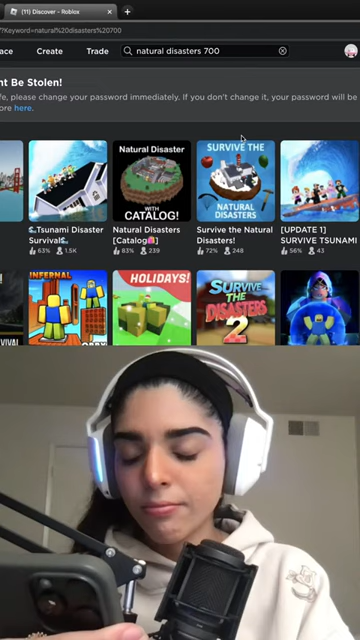 (11) Discover - Roblox
?Keyword=natural%20disasters%20700
Create
Trade
natural disasters 700
nt Be Stolen!
fe, please change your password immediately. If you don't change it, your password will be
ore here.
Natural Disaster
WITH
CATALOG!
SURVIVE THE
NATURAL
DISASTERS
Tsunami Disaster
Survival
63% 1.5K
Natural Disasters
[Catalog]
83% 239
Survive the Natural
Disasters!
72% 248
[UPDATE 1]
SURVIVE TSUNAMI
56% 43
VIVAL
INFERNAL
OBBY
HOLIDAYS!
SURVIVE
THE
DISASTERS
2